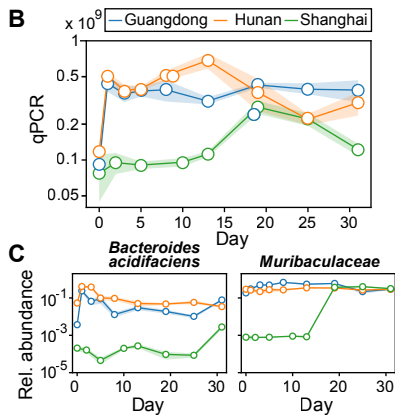 B
x 10^9
Guangdong Hunan Shanghai
qPCR
0.5
0.2
0.1
0.05
0 5 10 15 20 25 30
Day
C
Bacteroides acidifaciens
Muribaculaceae
Rel. abundance
10^-1
10^-3
10^-5
0 10 20 30
Day
0 10 20 30
Day